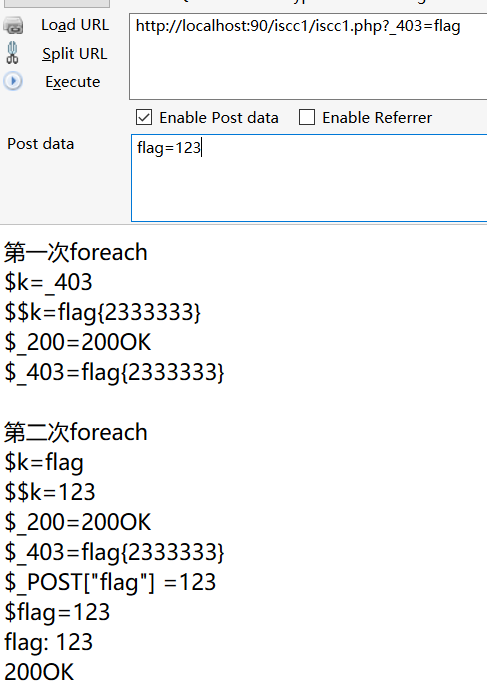 Load URL
http://localhost:90/iscc1/iscc1.php?_403=flag
Split URL
Execute
Enable Post data Enable Referrer
Post data
flag=123
第一次foreach
$k=_403
$$k=flag{2333333}
$_200=200OK
$_403=flag{2333333}
第二次foreach
$k=flag
$$k=123
$_200=200OK
$_403=flag{2333333}
$_POST["flag"] =123
$flag=123
flag: 123
200OK